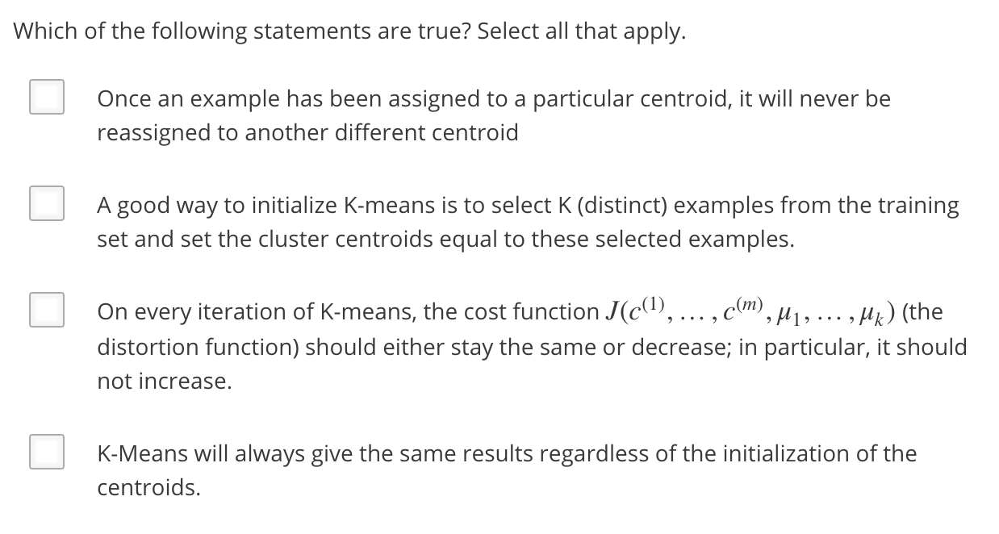 Which of the following statements are true? Select all that apply.
Once an example has been assigned to a particular centroid, it will never be
reassigned to another different centroid
A good way to initialize K-means is to select K (distinct) examples from the training
set and set the cluster centroids equal to these selected examples.
On every iteration of K-means, the cost function J(c⁽¹⁾, … , c⁽ᵐ⁾, μ₁, … , μₖ) (the
distortion function) should either stay the same or decrease; in particular, it should
not increase.
K-Means will always give the same results regardless of the initialization of the
centroids.